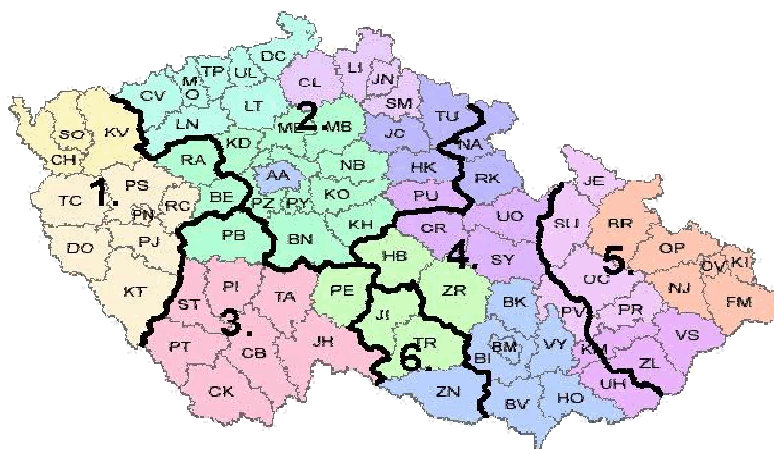 DC
LI
JN
CL
TP
UL
M
O
CV
SM
LT
TU
SO
KV
LN
2.
MB
JC
KD
NA
CH
RA
NB
HK
AA
RK
JE
1.
PS
TC
RC
BE
PZ
PY
KO
PU
PN
UO
SU
BR
KH
CR
PB
BN
DO
PJ
HB
4.
SY
OP
5.
KI
OC
NJ
FM
KT
ST
PI
TA
PE
ZR
BK
PV
PR
3.
JI
VS
PT
CB
JH
TR
6.
BI
BM
VY
KM
ZL
UH
CK
ZN
BV
HO